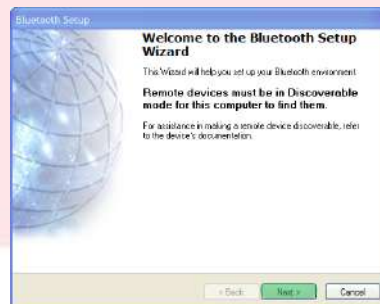 Bluetooth Setup
Welcome to the Bluetooth Setup
Wizard
This Wizard will help you set up your Bluetooth environment
Remote devices must be in Discoverable
mode for this computer to find them.
For assistance in making a remote device discoverable, refer
to the device's documentation.
< Back
Next >
Cancel